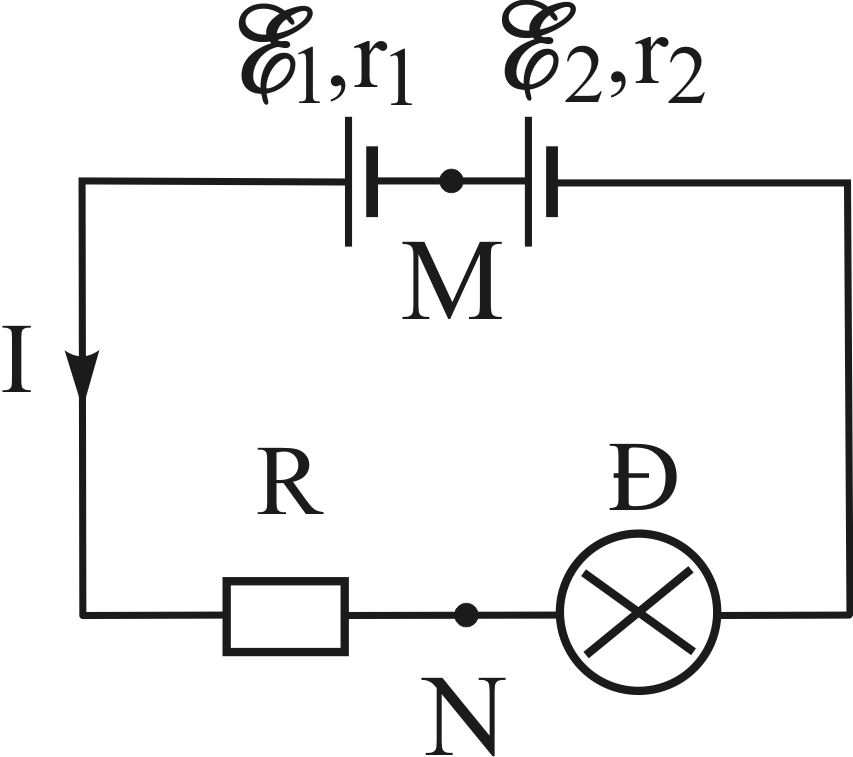 ℰ1,r1 ℰ2,r2
M
I
R Đ
N